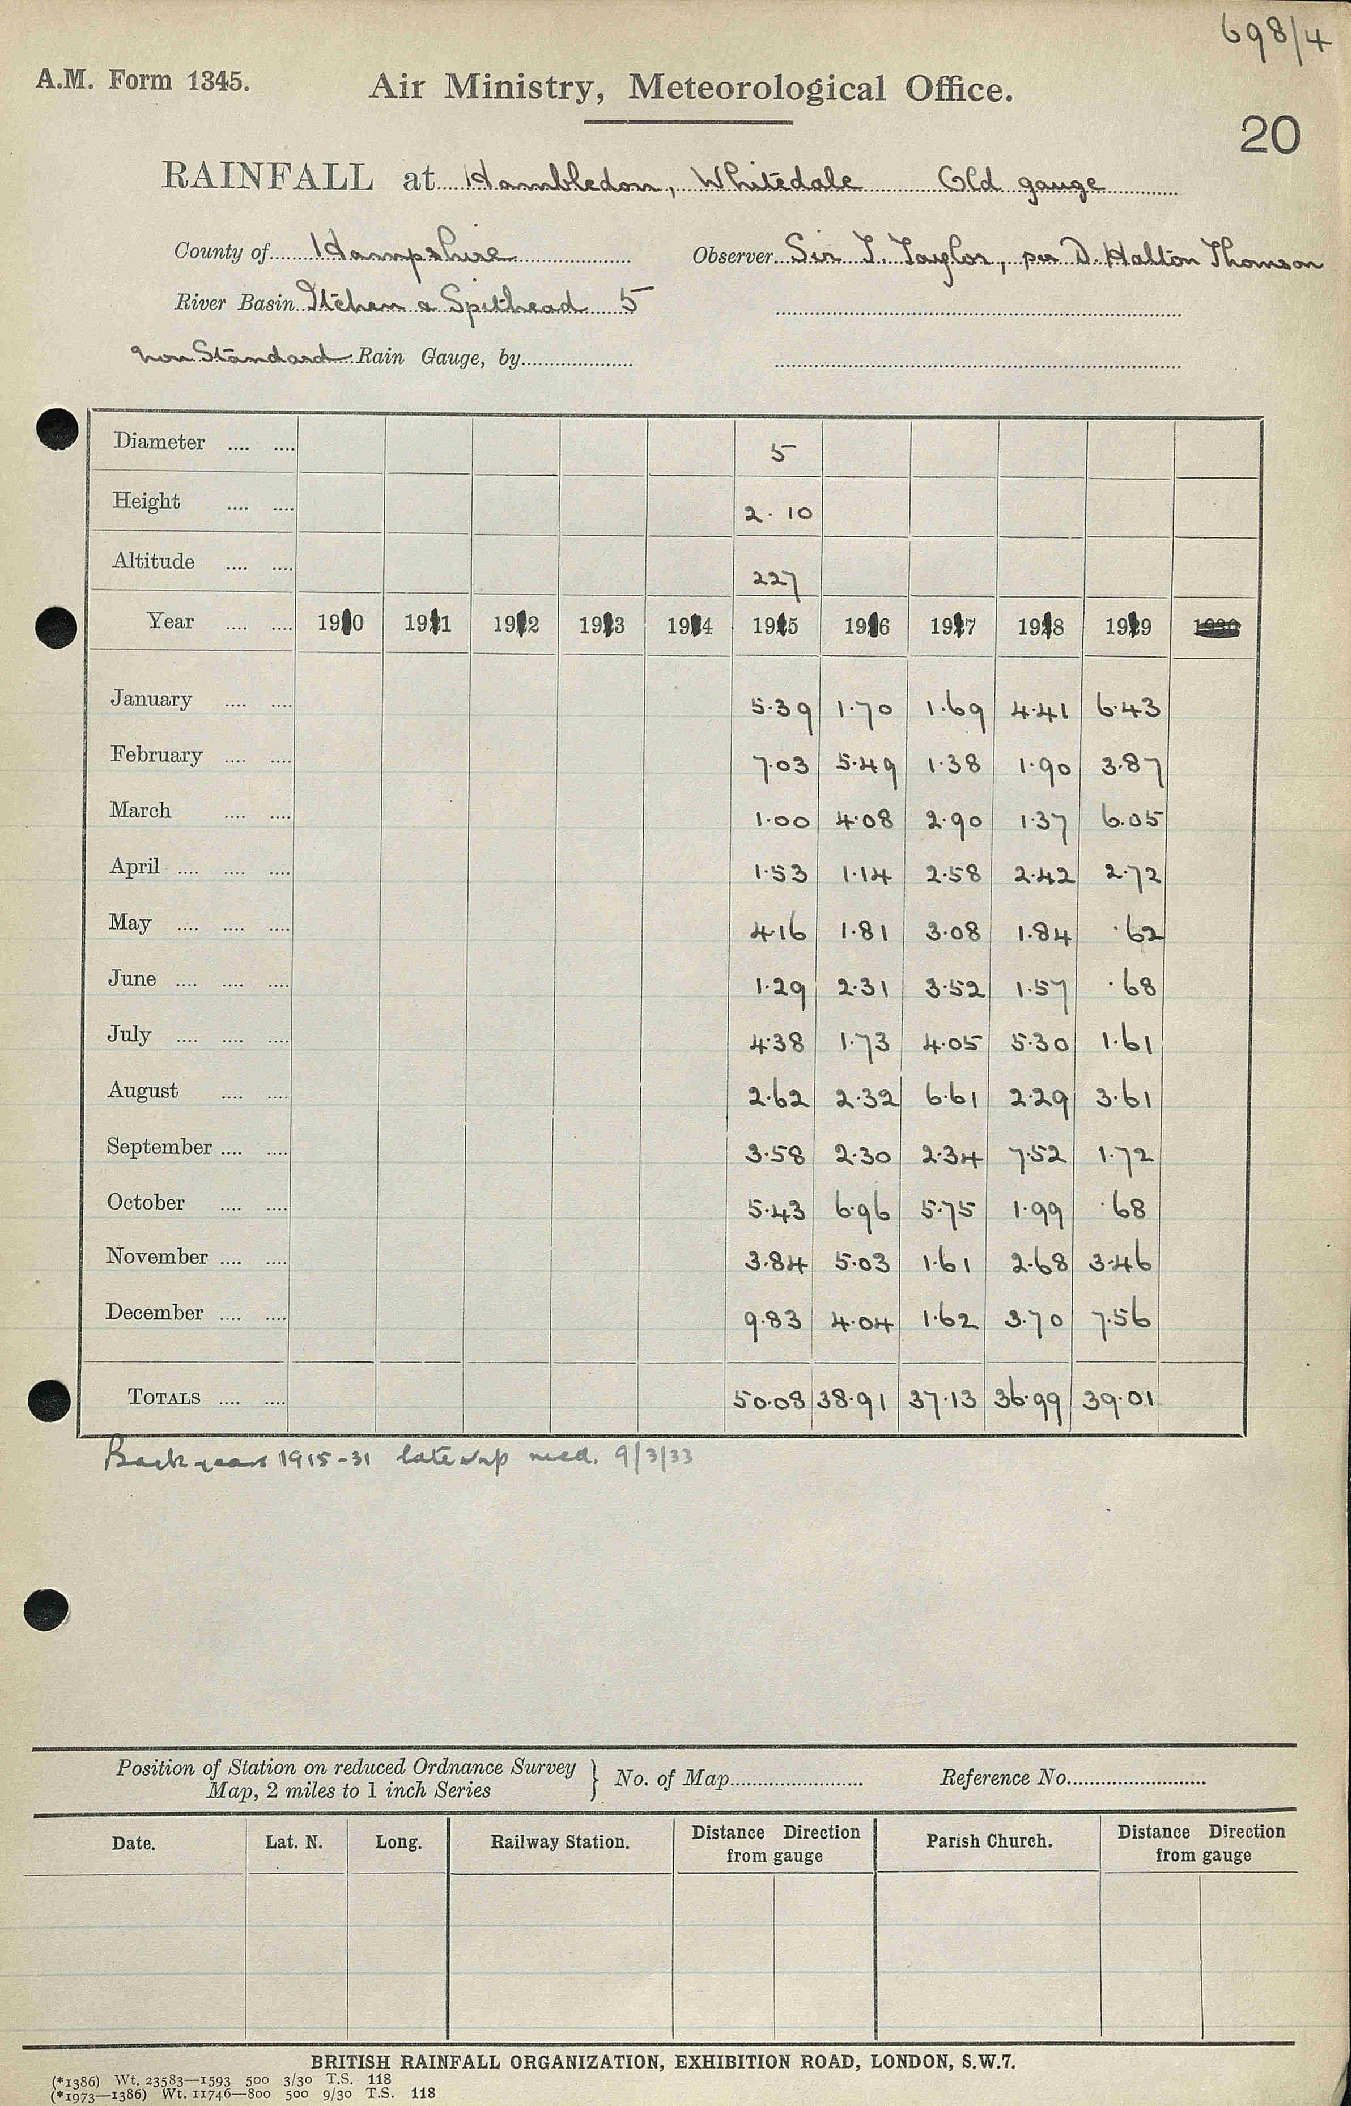 698/4
A.M. Form 1345. Air Ministry, Meteorological Office.
20
RAINFALL at Hambledon, Whitedale Old gauge
County of Hampshire Observer Sir J. Taylor, per D. Halton Thomson
River Basin Itchen & Spithead 5
non Standard Rain Gauge, by
Diameter .... .... 5
Height .... .... 2. 10
Altitude .... .... 227
Year .... .... 1910 1911 1912 1913 1914 1915 1916 1917 1918 1919
January .... .... 5.39 1.70 1.69 4.41 6.43
February .... .... 7.03 5.49 1.38 1.90 3.87
March .... .... 1.00 4.08 2.90 1.37 6.05
April .... .... .... 1.53 1.14 2.58 2.42 2.72
May .... .... .... 4.16 1.81 3.08 1.84 .62
June .... .... .... 1.29 2.31 3.52 1.57 .68
July .... .... .... 4.38 1.73 4.05 5.30 1.61
August .... .... 2.62 2.32 6.61 2.29 3.61
September .... .... 3.58 2.30 2.34 7.52 1.72
October .... .... 5.43 6.96 5.75 1.99 .68
November .... .... 3.84 5.03 1.61 2.68 3.46
December .... .... 9.83 4.04 1.62 3.70 7.56
TOTALS .... .... 50.08 38.91 37.13 36.99 39.01
Back years 1915-31 recd. 9/3/33
Position of Station on reduced Ordnance Survey
Map, 2 miles to 1 inch Series } No. of Map Reference No.
Date. Lat. N. Long. Railway Station. Distance Direction from gauge Parish Church. Distance Direction from gauge
BRITISH RAINFALL ORGANIZATION, EXHIBITION ROAD, LONDON, S.W.7.
(*1386) Wt. 23583—1593 500 3/30 T.S. 118
(*1973—1386) Wt. 11746—800 500 9/30 T.S. 118